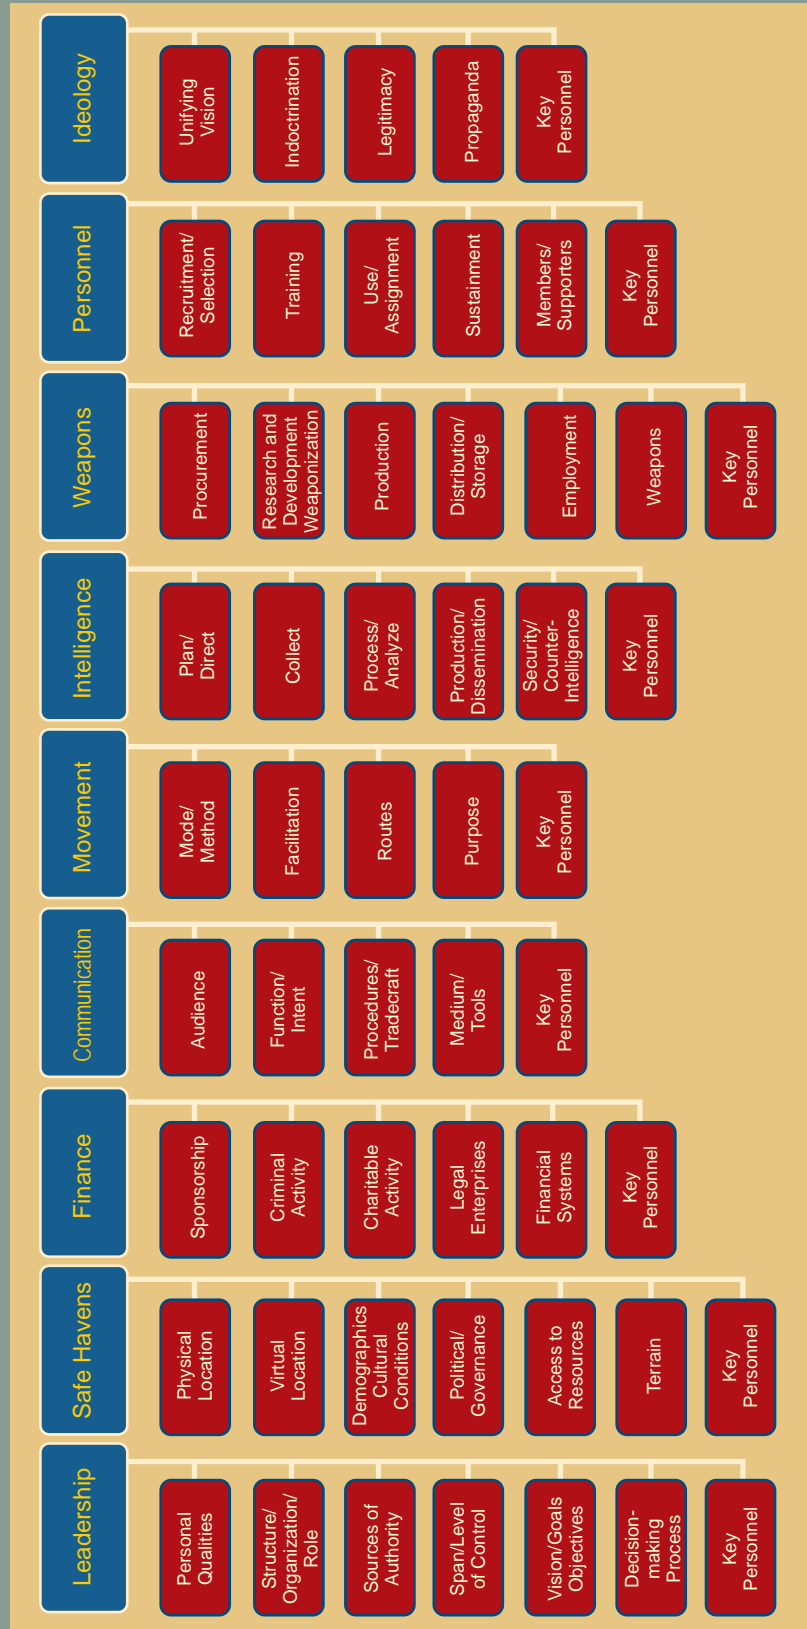 Leadership
Personal
Qualities
Structure/
Organization/
Role
Sources of
Authority
Span/Level
of Control
Vision/Goals
Objectives
Decision-
making
Process
Key
Personnel
Safe Havens
Physical
Location
Virtual
Location
Demographics
Cultural
Conditions
Political/
Governance
Access to
Resources
Terrain
Key
Personnel
Finance
Sponsorship
Criminal
Activity
Charitable
Activity
Legal
Enterprises
Financial
Systems
Key
Personnel
Communication
Audience
Function/
Intent
Procedures/
Tradecraft
Medium/
Tools
Key
Personnel
Movement
Mode/
Method
Facilitation
Routes
Purpose
Key
Personnel
Intelligence
Plan/
Direct
Collect
Process/
Analyze
Production/
Dissemination
Security/
Counter-
Intelligence
Key
Personnel
Weapons
Procurement
Research and
Development
Weaponization
Production
Distribution/
Storage
Employment
Weapons
Key
Personnel
Personnel
Recruitment/
Selection
Training
Use/
Assignment
Sustainment
Members/
Supporters
Key
Personnel
Ideology
Unifying
Vision
Indoctrination
Legitimacy
Propaganda
Key
Personnel